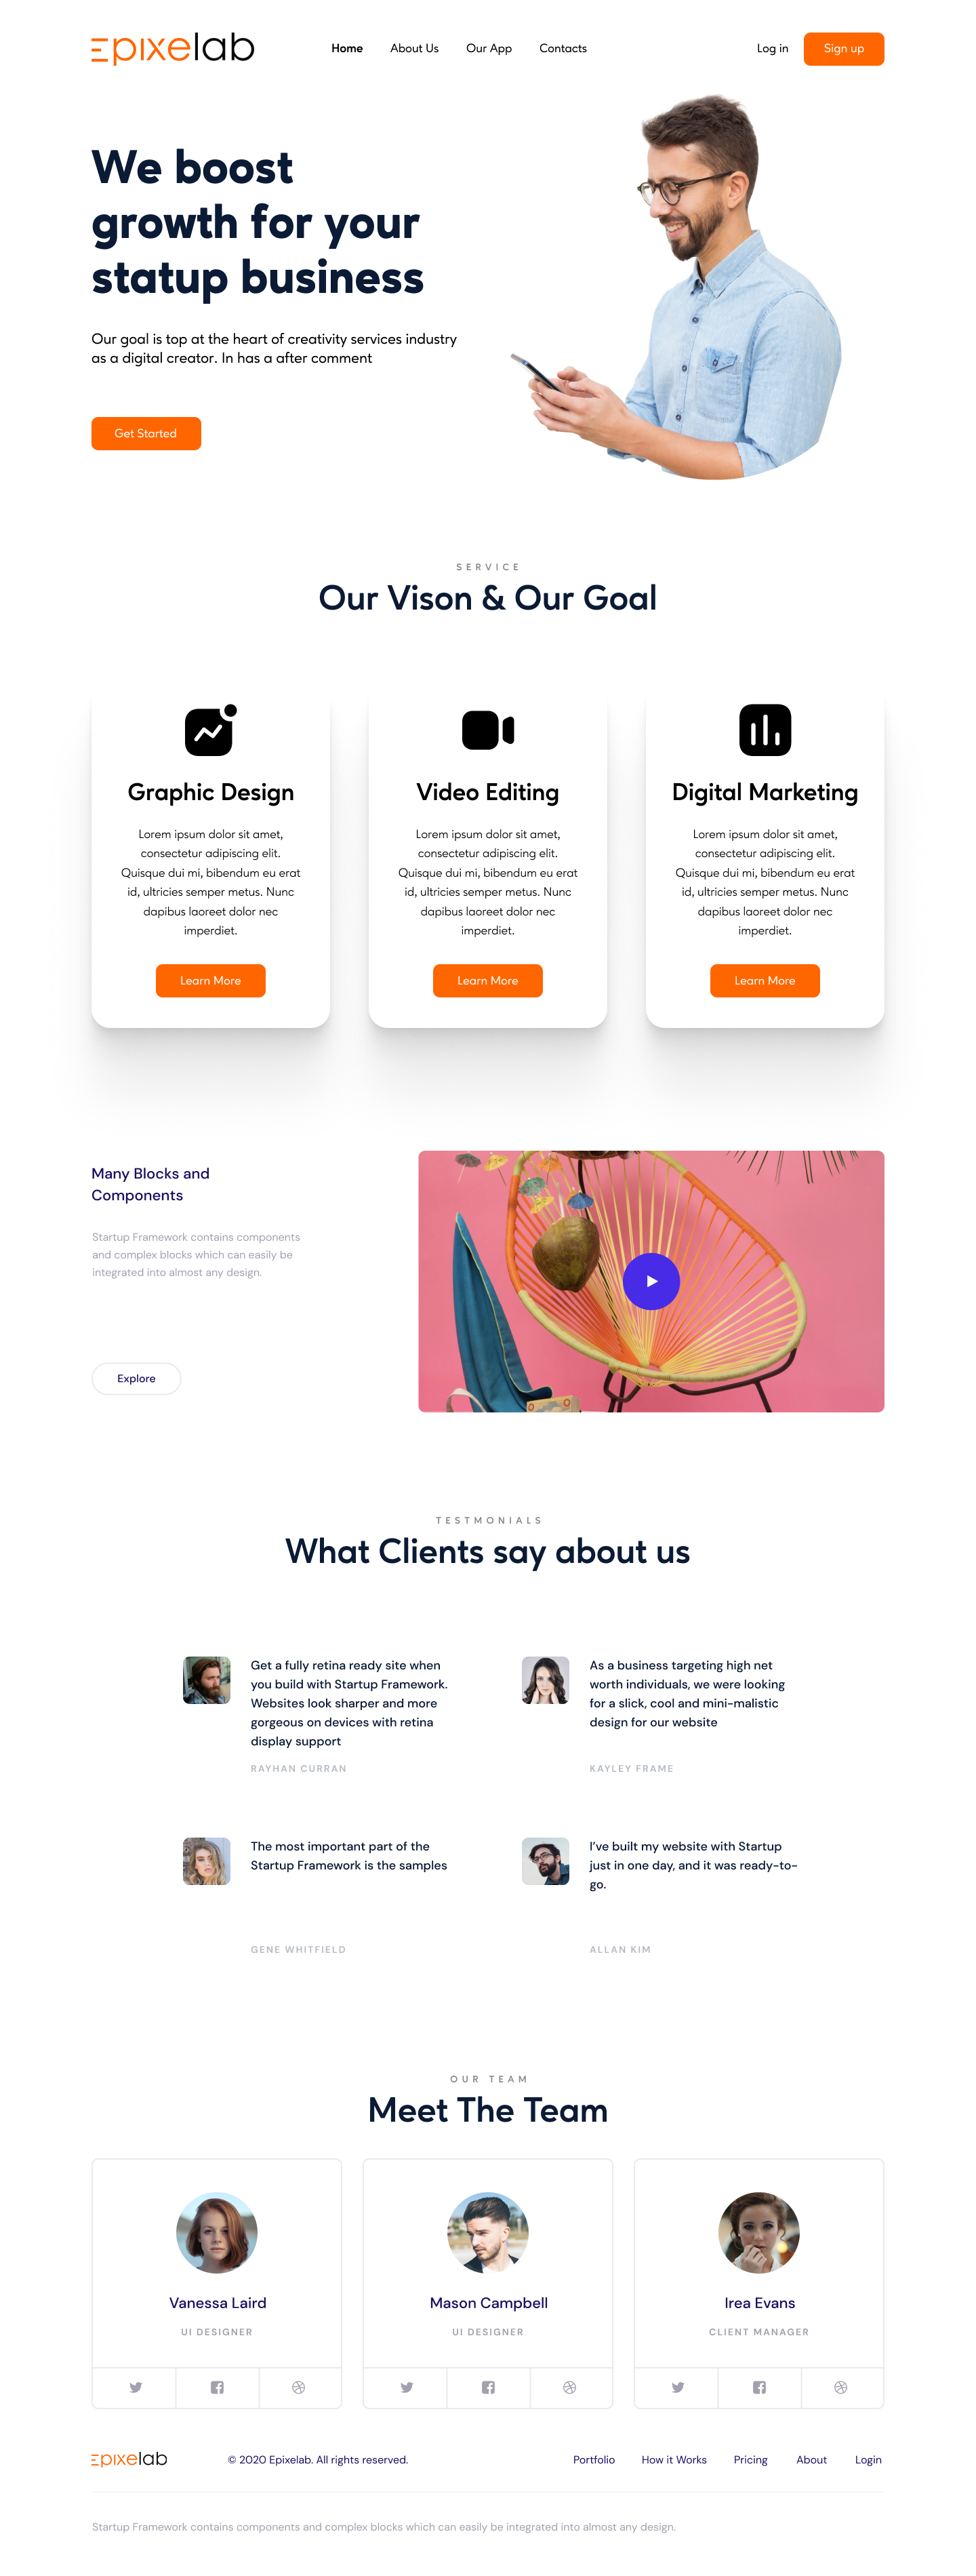 Epixelab
Home About Us Our App Contacts
Log in Sign up
We boost
growth for your
statup business
Our goal is top at the heart of creativity services industry
as a digital creator. In has a after comment
Get Started
SERVICE
Our Vison & Our Goal
Graphic Design
Lorem ipsum dolor sit amet,
consectetur adipiscing elit.
Quisque dui mi, bibendum eu erat
id, ultricies semper metus. Nunc
dapibus laoreet dolor nec
imperdiet.
Learn More
Video Editing
Lorem ipsum dolor sit amet,
consectetur adipiscing elit.
Quisque dui mi, bibendum eu erat
id, ultricies semper metus. Nunc
dapibus laoreet dolor nec
imperdiet.
Learn More
Digital Marketing
Lorem ipsum dolor sit amet,
consectetur adipiscing elit.
Quisque dui mi, bibendum eu erat
id, ultricies semper metus. Nunc
dapibus laoreet dolor nec
imperdiet.
Learn More
Many Blocks and
Components
Startup Framework contains components
and complex blocks which can easily be
integrated into almost any design.
Explore
TESTMONIALS
What Clients say about us
Get a fully retina ready site when
you build with Startup Framework.
Websites look sharper and more
gorgeous on devices with retina
display support
RAYHAN CURRAN
As a business targeting high net
worth individuals, we were looking
for a slick, cool and mini-malistic
design for our website
KAYLEY FRAME
The most important part of the
Startup Framework is the samples
GENE WHITFIELD
I've built my website with Startup
just in one day, and it was ready-to-
go.
ALLAN KIM
OUR TEAM
Meet The Team
Vanessa Laird
UI DESIGNER
Mason Campbell
UI DESIGNER
Irea Evans
CLIENT MANAGER
Epixelab
© 2020 Epixelab. All rights reserved.
Portfolio How it Works Pricing About Login
Startup Framework contains components and complex blocks which can easily be integrated into almost any design.